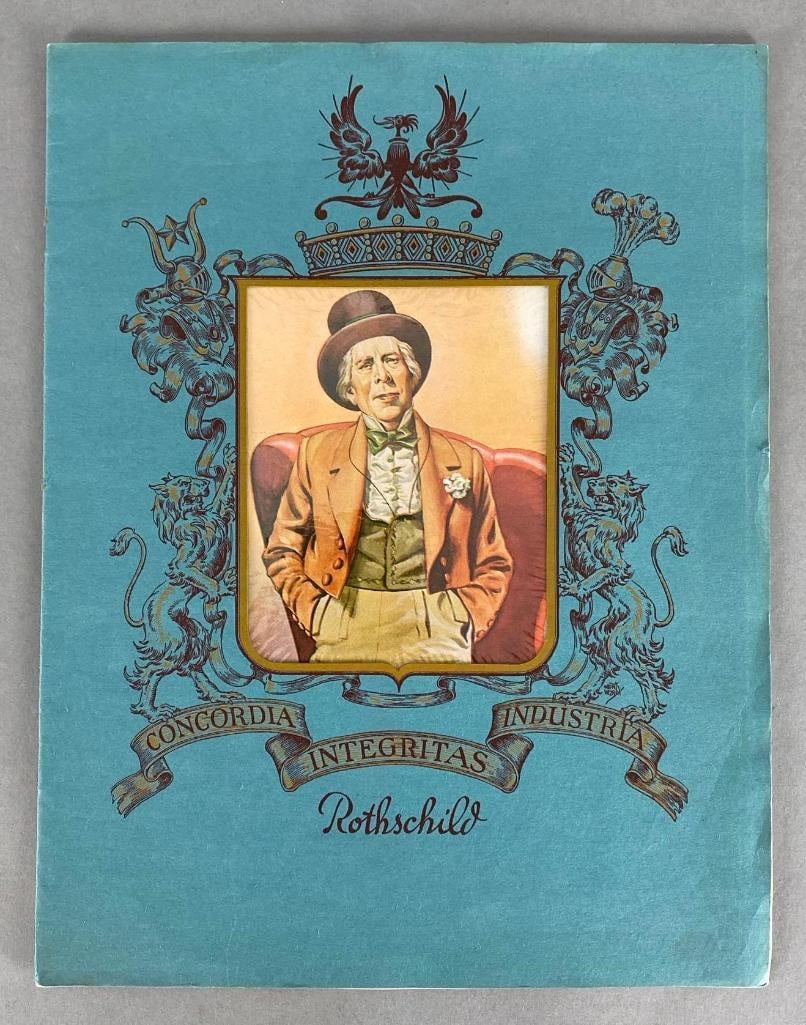 CONCORDIA
INTEGRITAS
INDUSTRIA
Rothschild